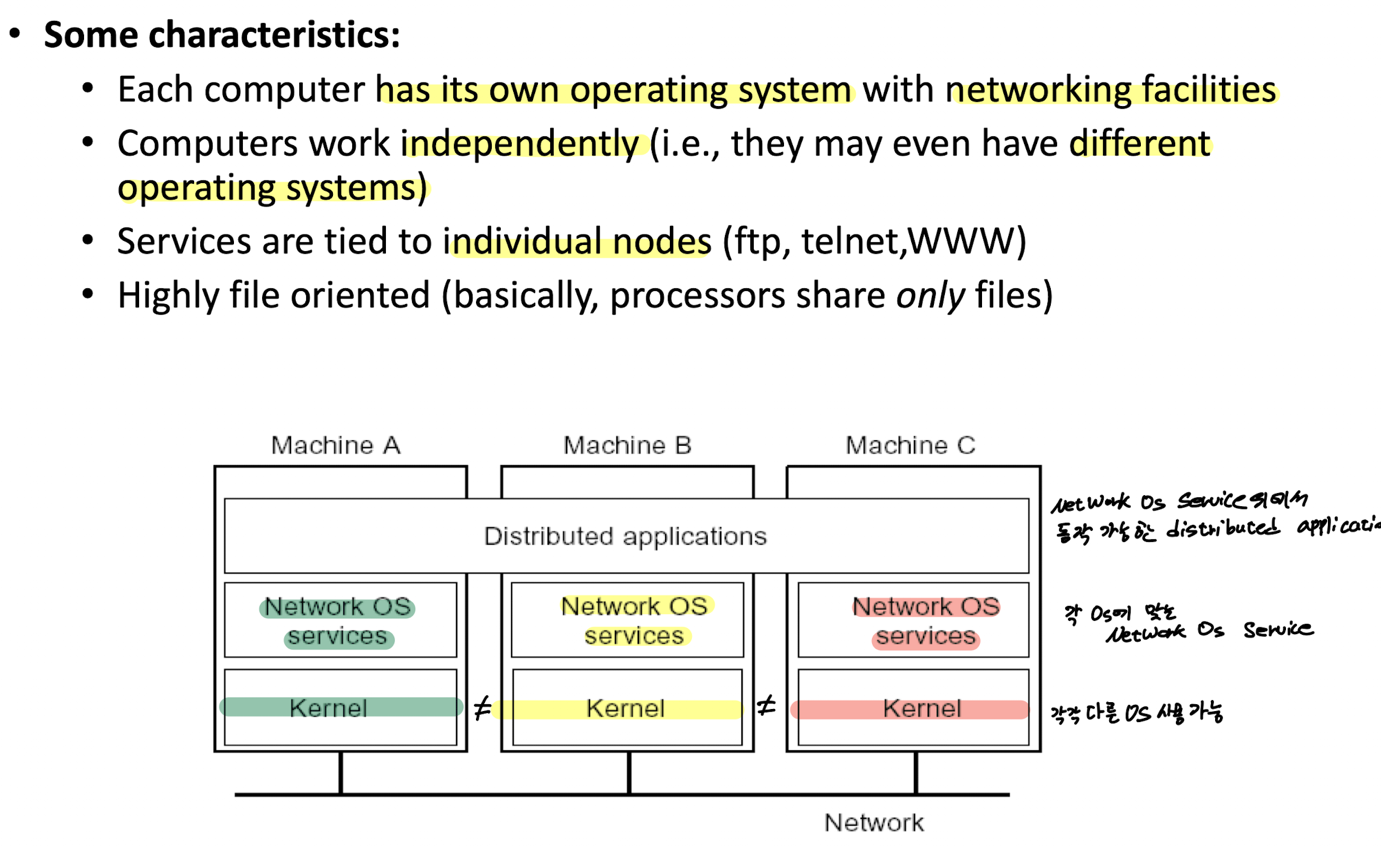 • Some characteristics:
• Each computer has its own operating system with networking facilities
• Computers work independently (i.e., they may even have different
operating systems)
• Services are tied to individual nodes (ftp, telnet,WWW)
• Highly file oriented (basically, processors share only files)
Machine A Machine B Machine C
Network Os Service 위에서
Distributed applications
동작 가능한 distributed applicatio
Network OS Network OS Network OS
services services services
각 Os에 맞는
Network Os Service
Kernel ≠ Kernel ≠ Kernel
각각 다른 OS 사용 가능
Network